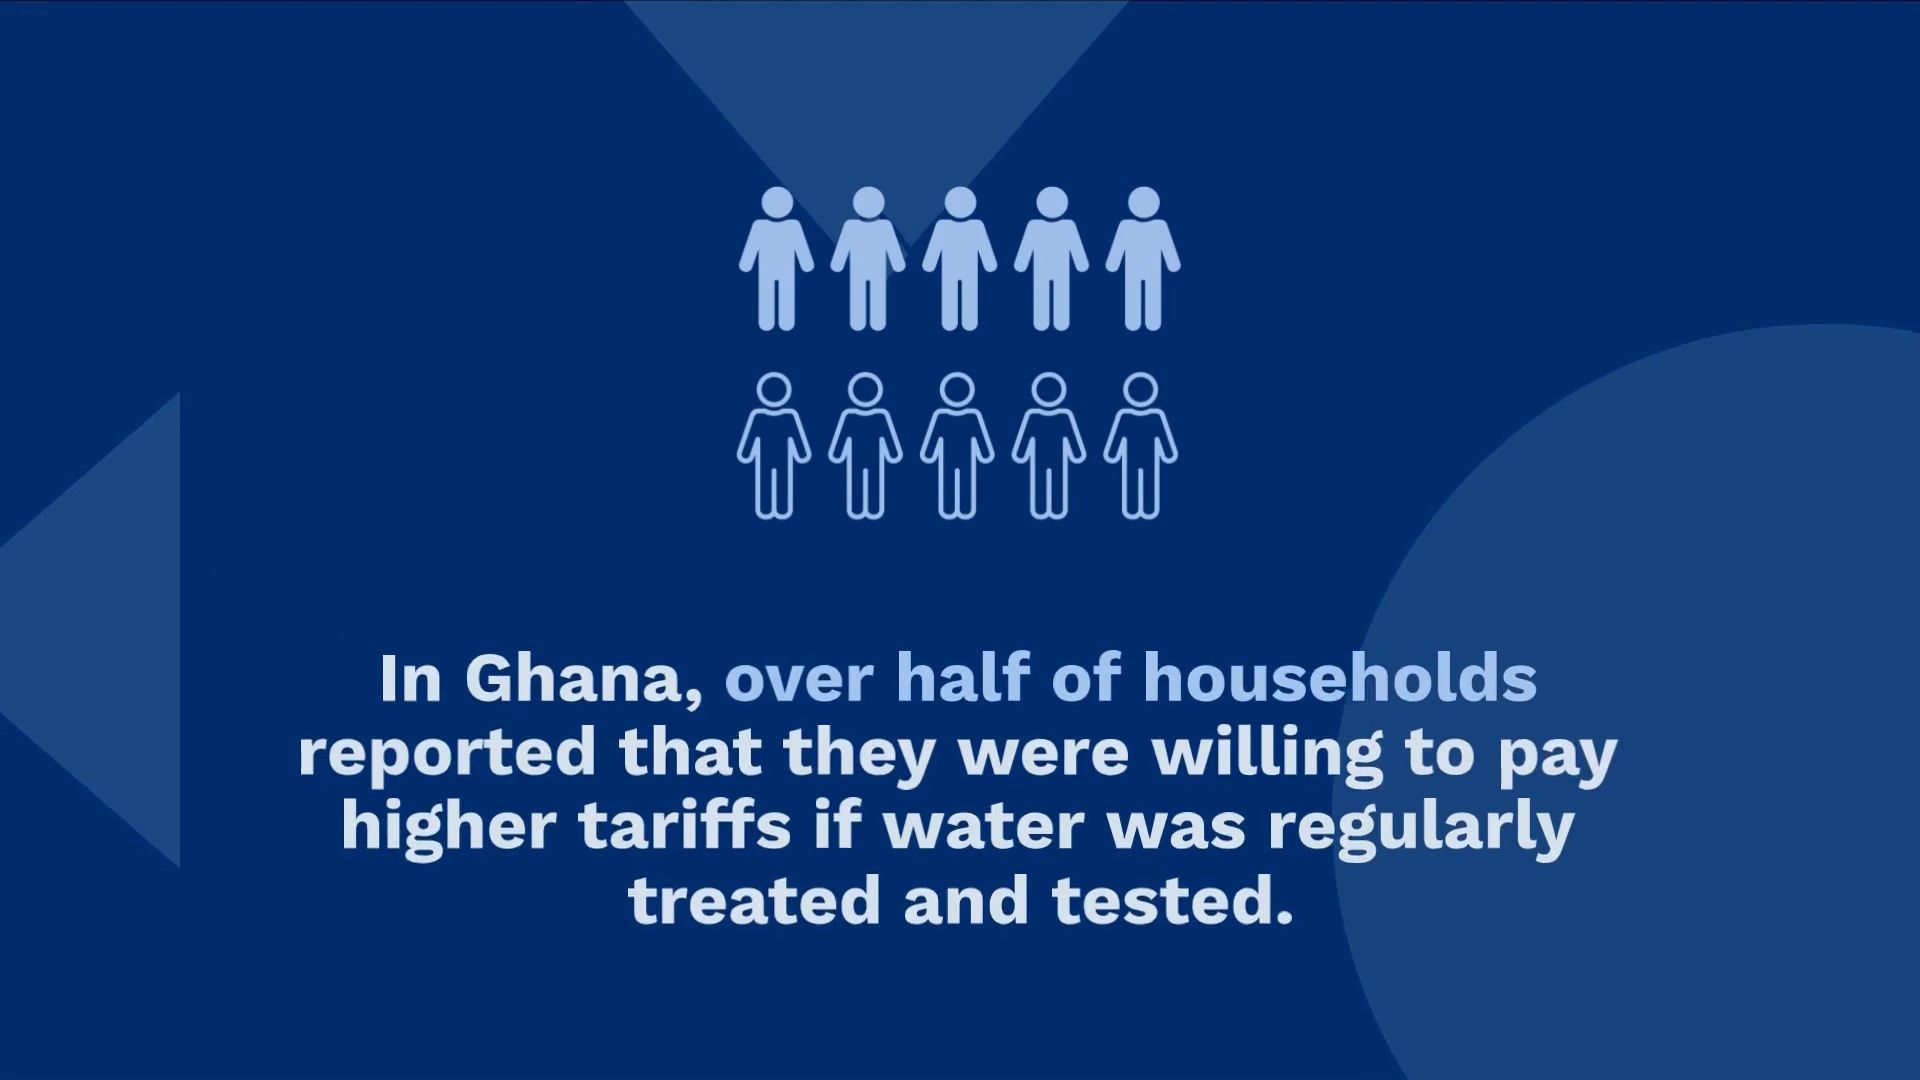 In Ghana, over half of households
reported that they were willing to pay
higher tariffs if water was regularly
treated and tested.